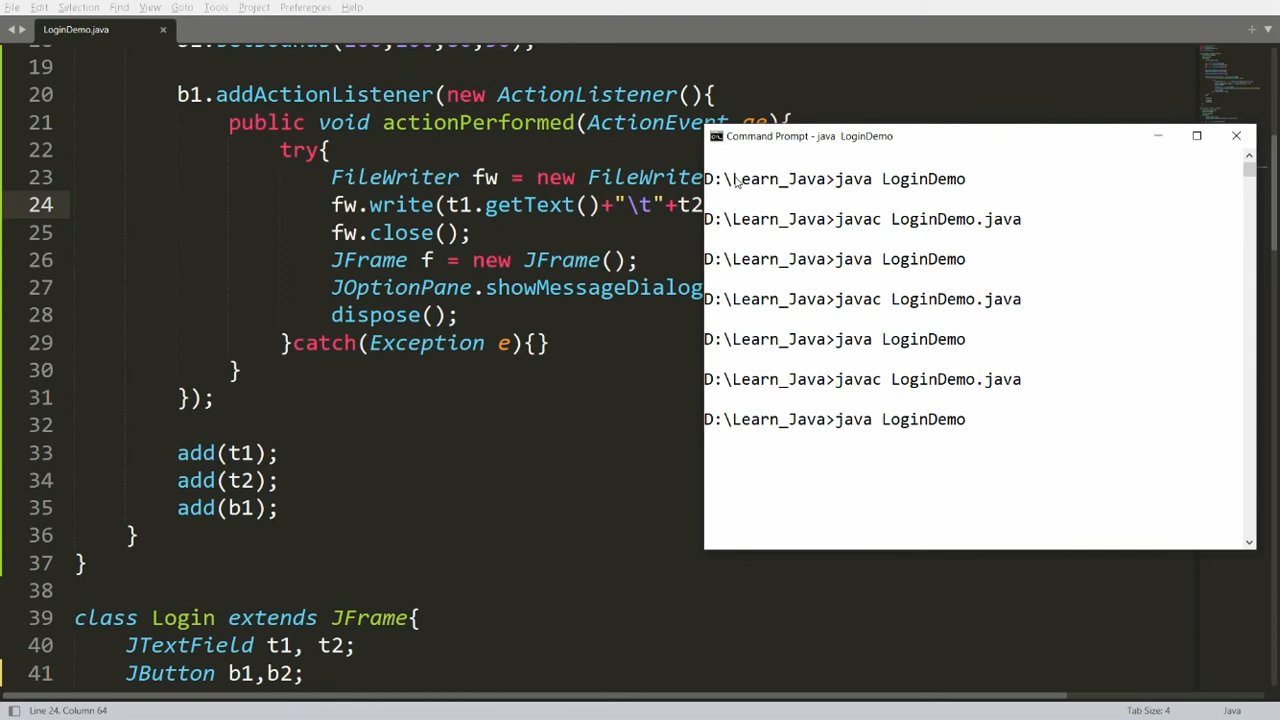 File Edit Selection Find View Goto Tools Project Preferences Help
LoginDemo.java
19
20 b1.addActionListener(new ActionListener(){
21 public void actionPerformed(ActionEvent ae){
22 try{
23 FileWriter fw = new FileWrite
24 fw.write(t1.getText()+"\t"+t2
25 fw.close();
26 JFrame f = new JFrame();
27 JOptionPane.showMessageDialog
28 dispose();
29 }catch(Exception e){}
30 }
31 });
32
33 add(t1);
34 add(t2);
35 add(b1);
36 }
37 }
38
39 class Login extends JFrame{
40 JTextField t1, t2;
41 JButton b1,b2;
Command Prompt - java LoginDemo
D:\Learn_Java>java LoginDemo
D:\Learn_Java>javac LoginDemo.java
D:\Learn_Java>java LoginDemo
D:\Learn_Java>javac LoginDemo.java
D:\Learn_Java>java LoginDemo
D:\Learn_Java>javac LoginDemo.java
D:\Learn_Java>java LoginDemo
Line 24, Column 64
Tab Size: 4
Java